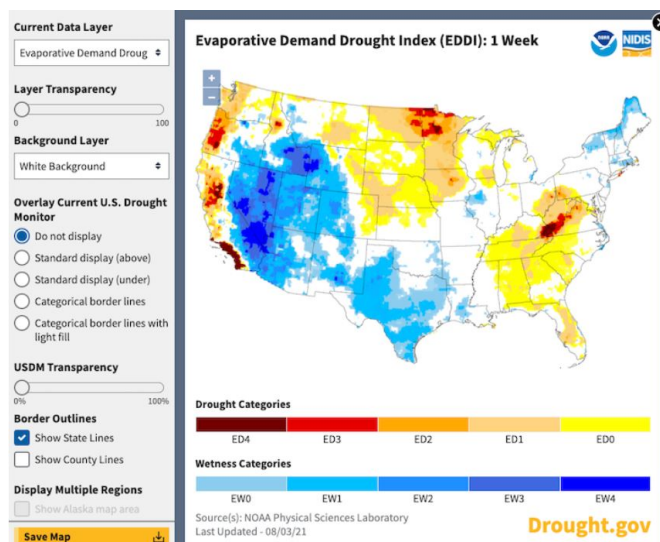 Current Data Layer
Evaporative Demand Droug
Layer Transparency
0 100
Background Layer
White Background
Overlay Current U.S. Drought
Monitor
Do not display
Standard display (above)
Standard display (under)
Categorical border lines
Categorical border lines with
light fill
USDM Transparency
0% 100%
Border Outlines
Show State Lines
Show County Lines
Display Multiple Regions
Show Alaska map area
Save Map
Evaporative Demand Drought Index (EDDI): 1 Week
NOAA
NIDIS
+
−
Drought Categories
ED4 ED3 ED2 ED1 ED0
Wetness Categories
EW0 EW1 EW2 EW3 EW4
Source(s): NOAA Physical Sciences Laboratory
Last Updated - 08/03/21
Drought.gov